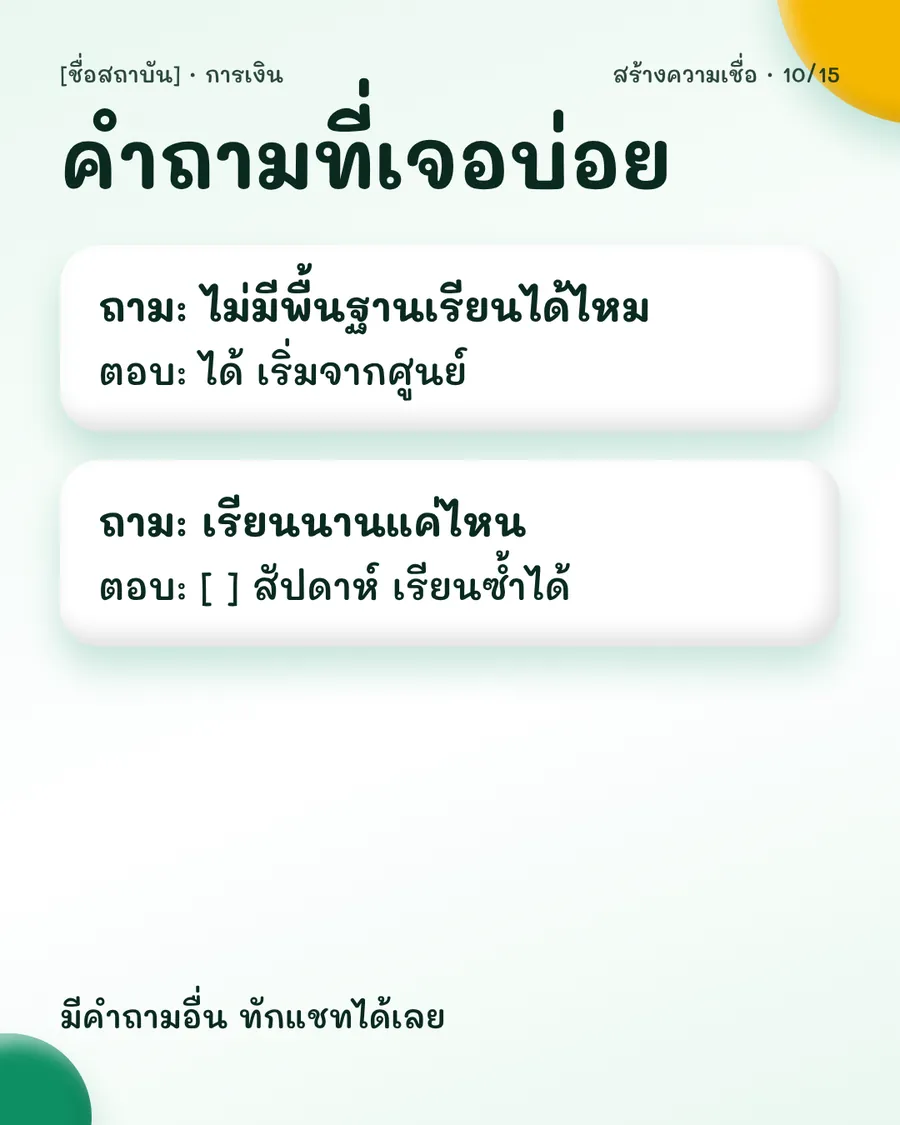 [ชื่อสถาบัน] · การเงิน
สร้างความเชื่อ · 10/15
คำถามที่เจอบ่อย
ถาม: ไม่มีพื้นฐานเรียนได้ไหม
ตอบ: ได้ เริ่มจากศูนย์
ถาม: เรียนนานแค่ไหน
ตอบ: [ ] สัปดาห์ เรียนซ้ำได้
มีคำถามอื่น ทักแชทได้เลย